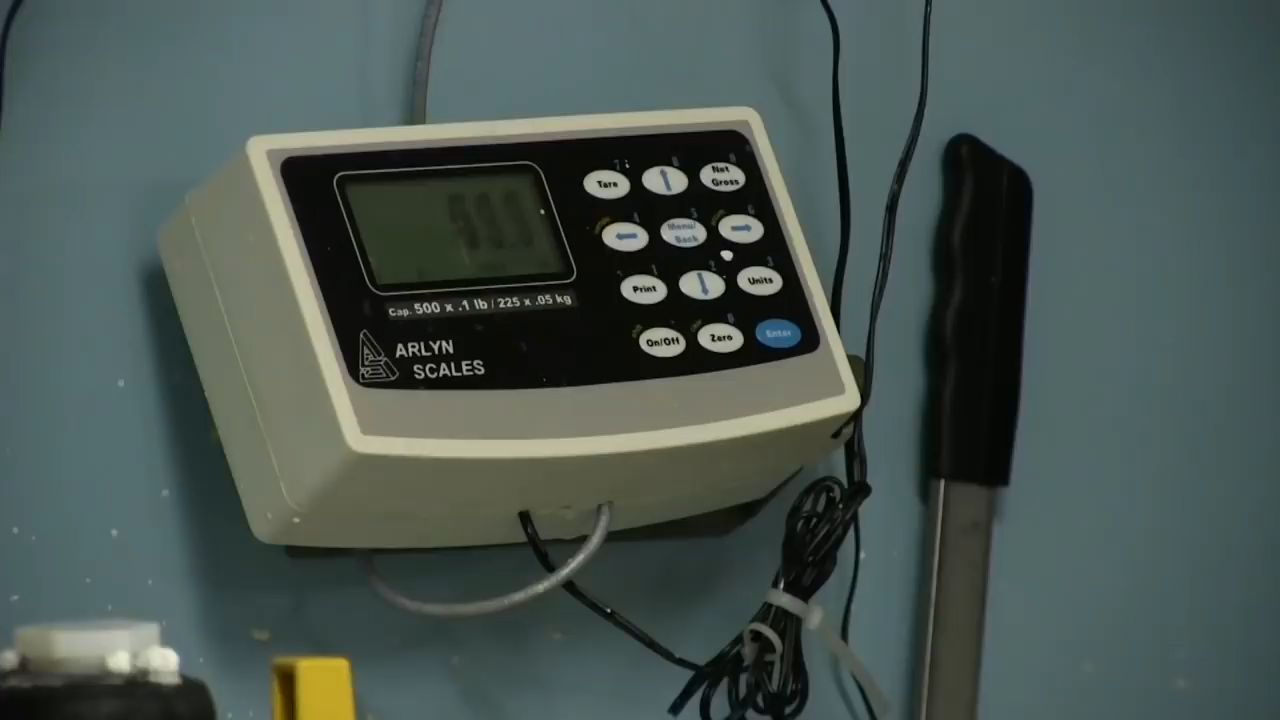 Tare
Net
Gross
Menu/
Back
Print
Units
On/Off
Zero
Enter
Cap. 500 x .1 lb / 225 x .05 kg
ARLYN
SCALES